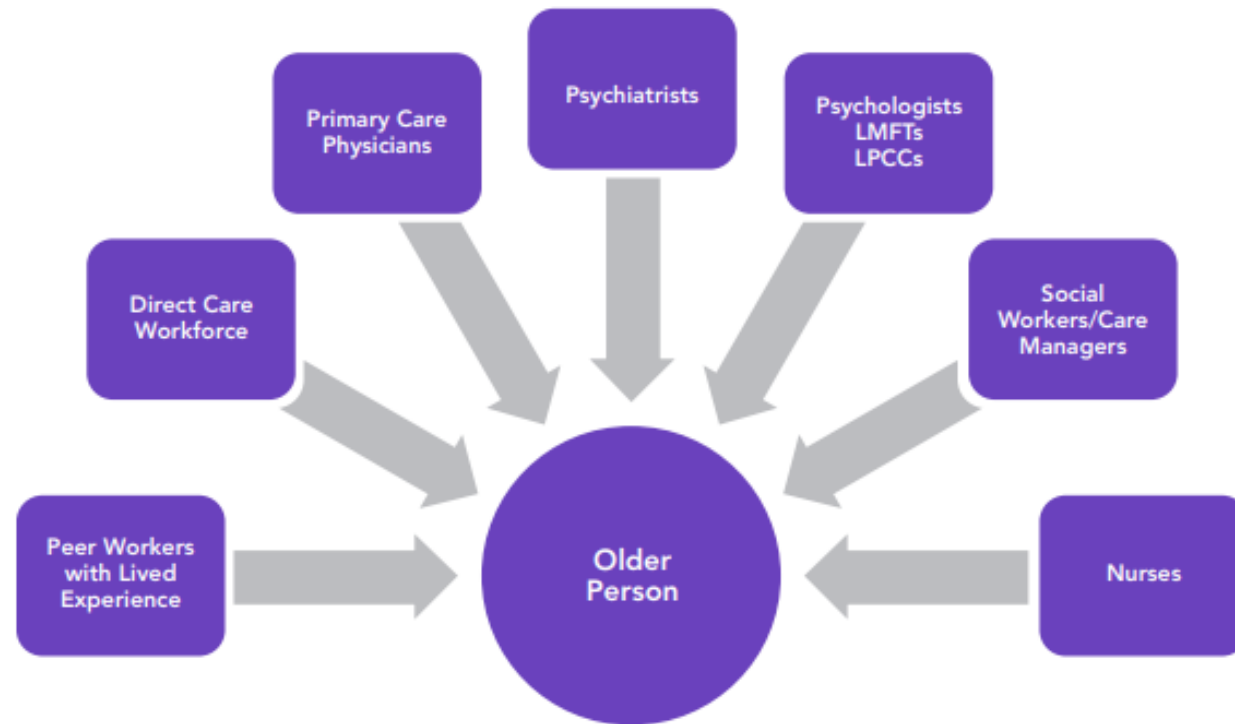 Psychiatrists
Primary Care
Physicians
Psychologists
LMFTs
LPCCs
Direct Care
Workforce
Social
Workers/Care
Managers
Peer Workers
with Lived
Experience
Older
Person
Nurses